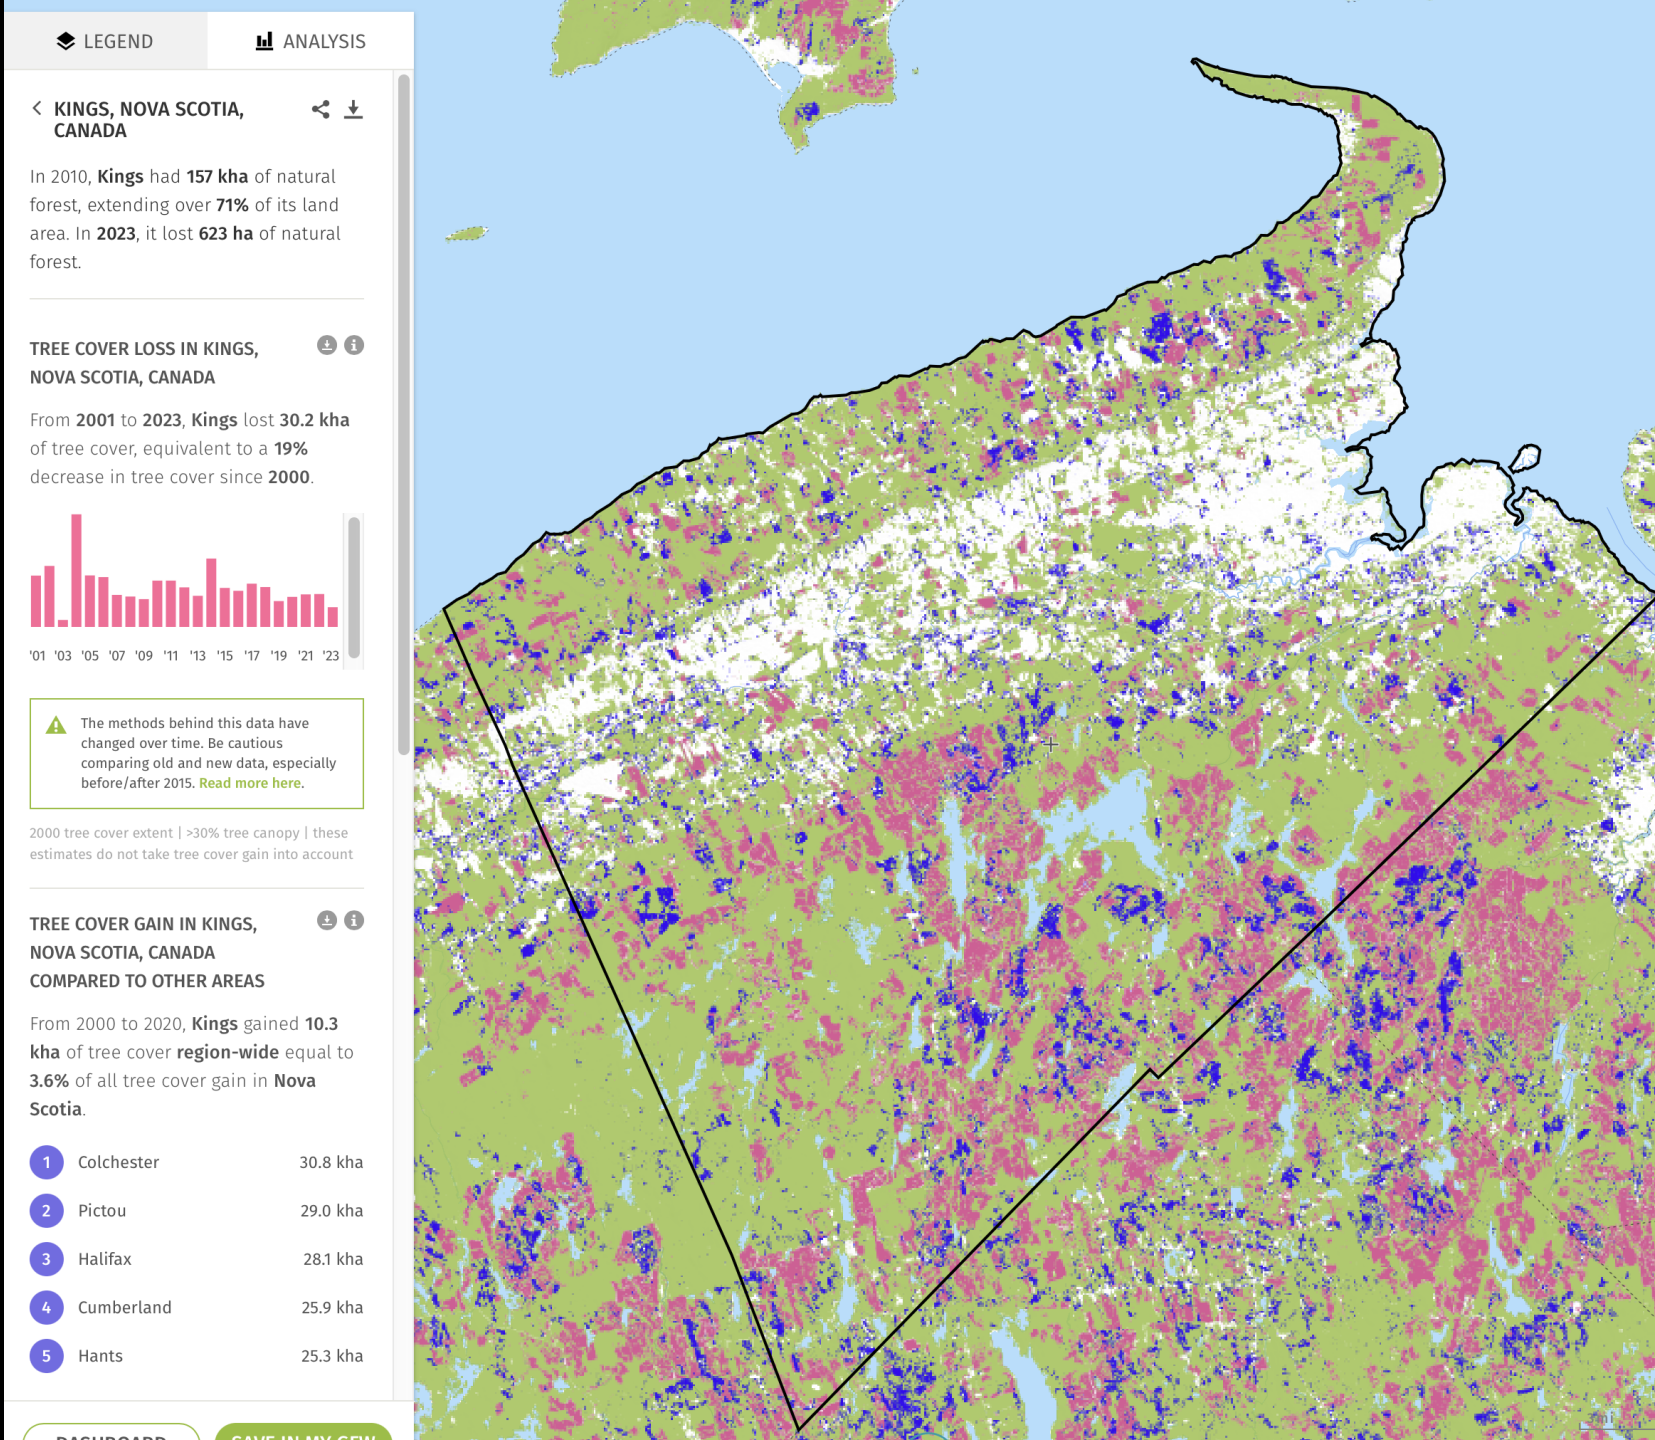 LEGEND
ANALYSIS
KINGS, NOVA SCOTIA,
CANADA
In 2010, Kings had 157 kha of natural
forest, extending over 71% of its land
area. In 2023, it lost 623 ha of natural
forest.
TREE COVER LOSS IN KINGS,
NOVA SCOTIA, CANADA
From 2001 to 2023, Kings lost 30.2 kha
of tree cover, equivalent to a 19%
decrease in tree cover since 2000.
'01 '03 '05 '07 '09 '11 '13 '15 '17 '19 '21 '23
The methods behind this data have
changed over time. Be cautious
comparing old and new data, especially
before/after 2015. Read more here.
2000 tree cover extent | >30% tree canopy | these
estimates do not take tree cover gain into account
TREE COVER GAIN IN KINGS,
NOVA SCOTIA, CANADA
COMPARED TO OTHER AREAS
From 2000 to 2020, Kings gained 10.3
kha of tree cover region-wide equal to
3.6% of all tree cover gain in Nova
Scotia.
1 Colchester 30.8 kha
2 Pictou 29.0 kha
3 Halifax 28.1 kha
4 Cumberland 25.9 kha
5 Hants 25.3 kha
DASHBOARD
SAVE IN MY GFW